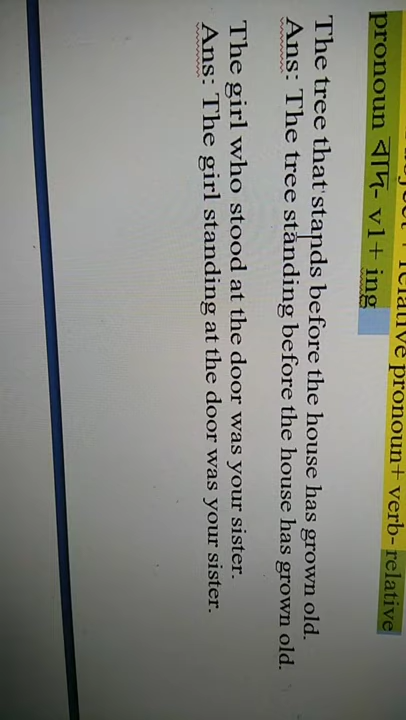 relative pronoun+ verb- relative
pronoun বাদ- v1+ ing
The tree that stands before the house has grown old.
Ans: The tree standing before the house has grown old.
The girl who stood at the door was your sister.
Ans: The girl standing at the door was your sister.